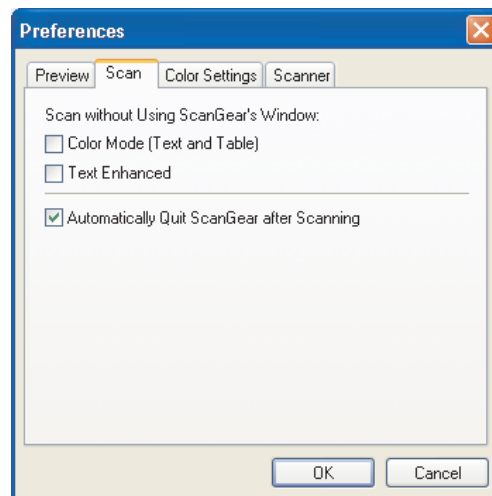 Preferences
Preview Scan Color Settings Scanner
Scan without Using ScanGear's Window:
Color Mode (Text and Table)
Text Enhanced
Automatically Quit ScanGear after Scanning
OK Cancel